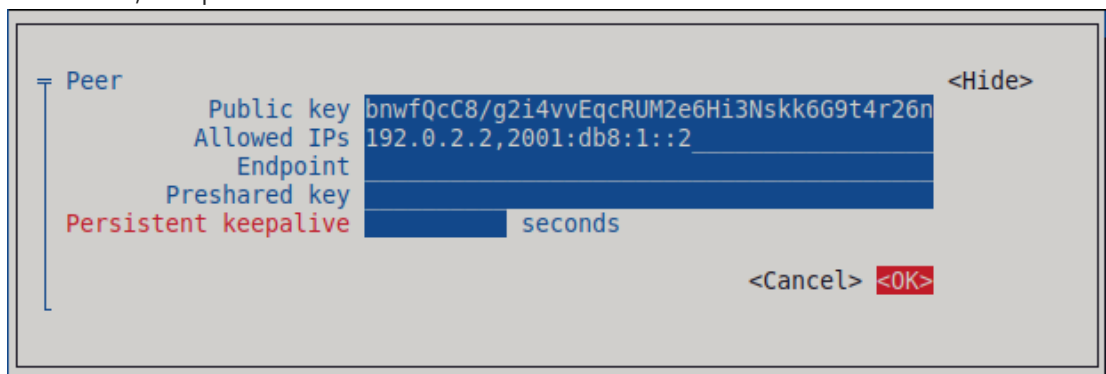 Peer <Hide>
Public key bnwfQcC8/g2i4vvEqcRUM2e6Hi3Nskk6G9t4r26n
Allowed IPs 192.0.2.2,2001:db8:1::2
Endpoint
Preshared key
Persistent keepalive seconds
<Cancel> <OK>